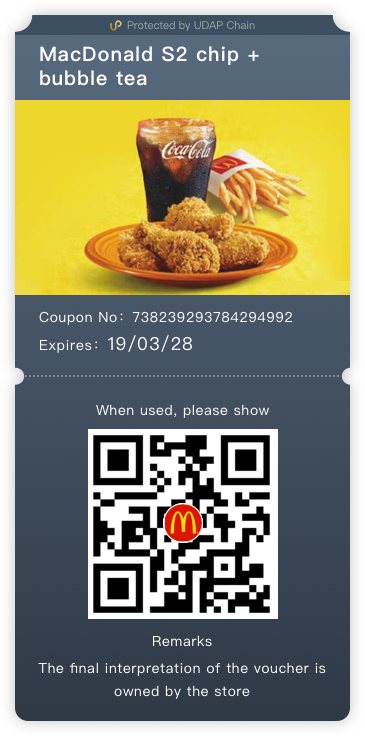 Protected by UDAP Chain
MacDonald S2 chip +
bubble tea
Coca-Cola
Coupon No：738239293784294992
Expires：19/03/28
When used, please show
Remarks
The final interpretation of the voucher is
owned by the store